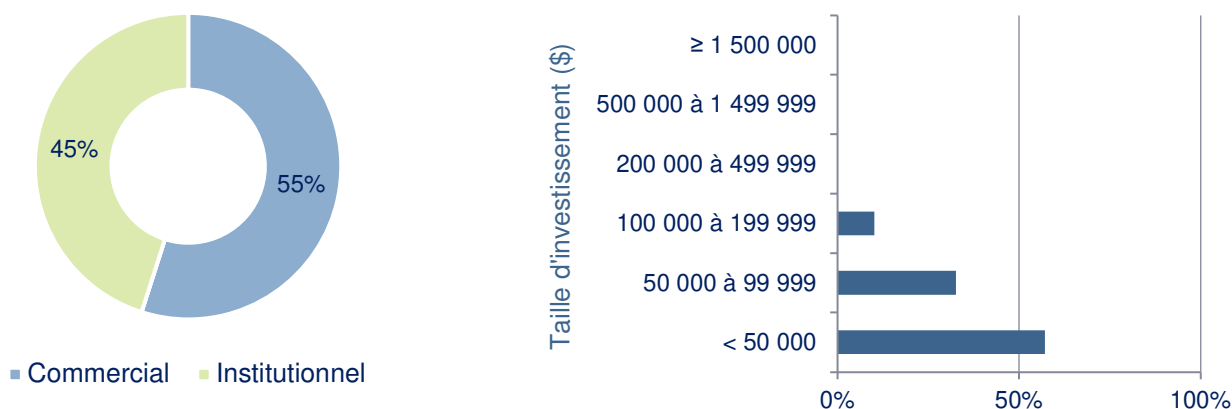 45%
55%
Commercial
Institutionnel
Taille d'investissement ($)
≥ 1 500 000
500 000 à 1 499 999
200 000 à 499 999
100 000 à 199 999
50 000 à 99 999
< 50 000
0%
50%
100%